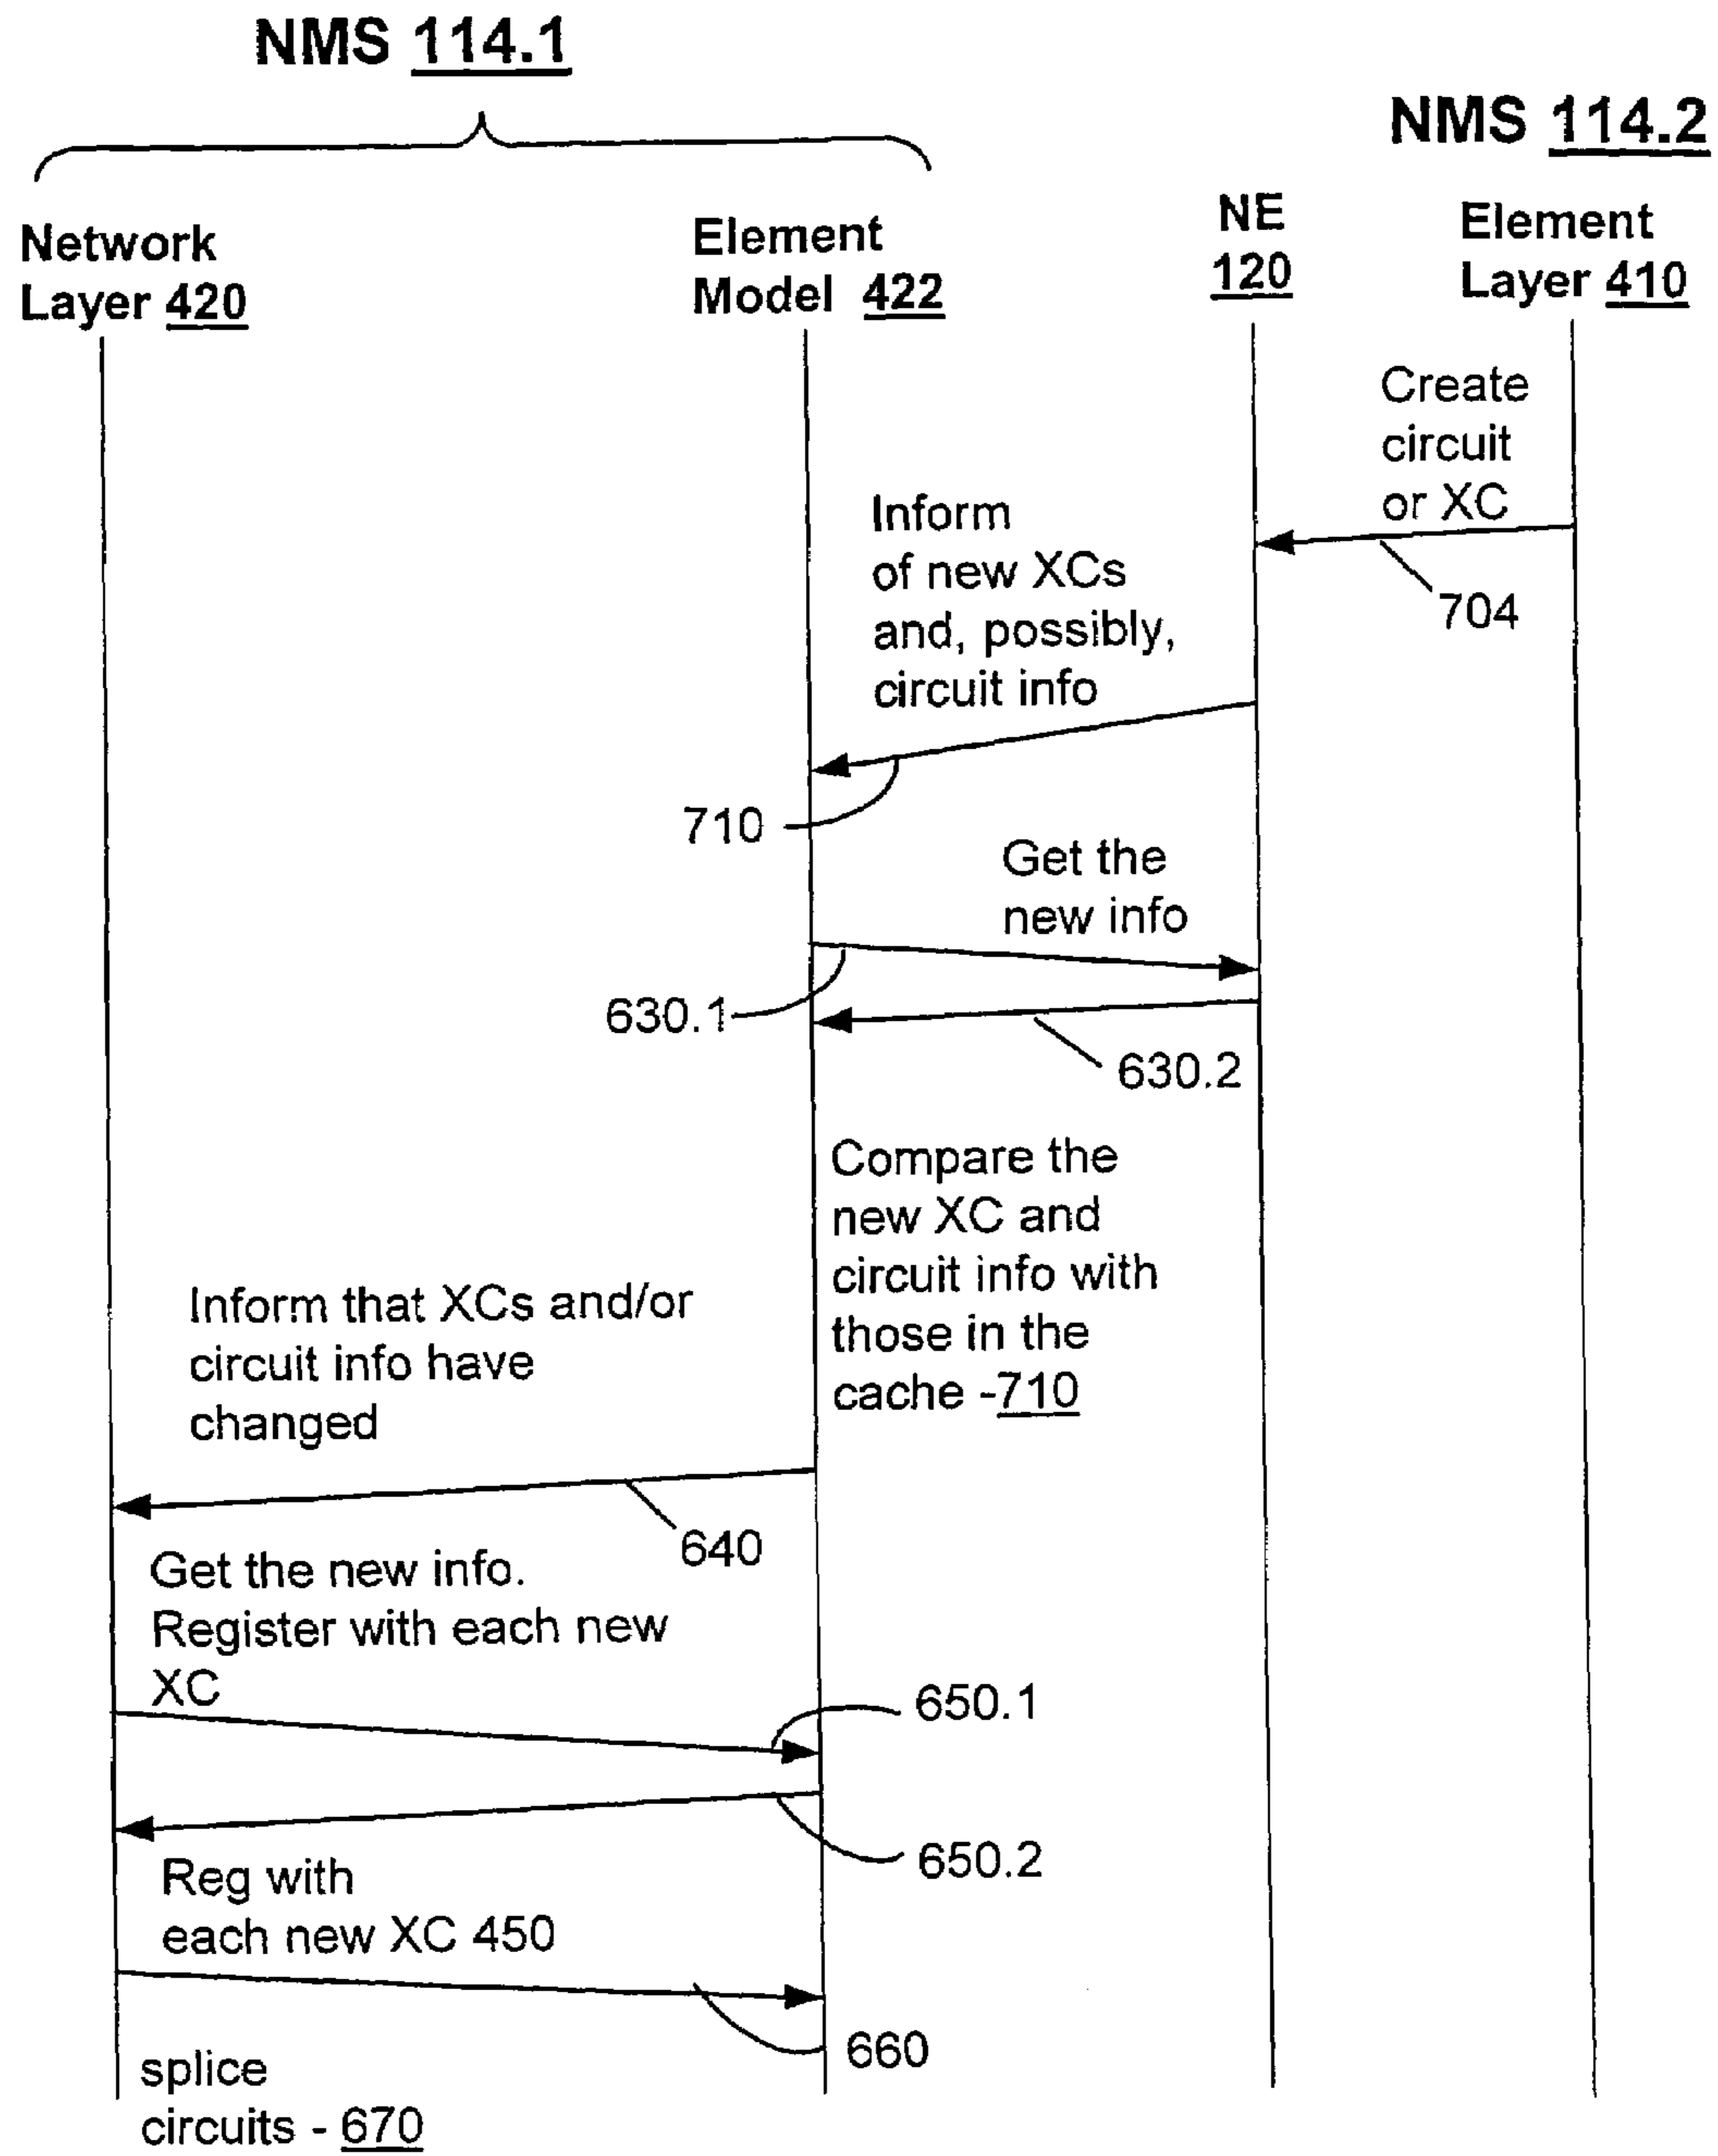 NMS 114.1
NMS 114.2
Network
Layer 420
Element
Model 422
NE
120
Element
Layer 410
Create
circuit
or XC
704
Inform
of new XCs
and, possibly,
circuit info
710
Get the
new info
630.1
630.2
Compare the
new XC and
circuit info with
those in the
cache -710
Inform that XCs and/or
circuit info have
changed
640
Get the new info.
Register with each new
XC
650.1
650.2
Reg with
each new XC 450
660
splice
circuits - 670